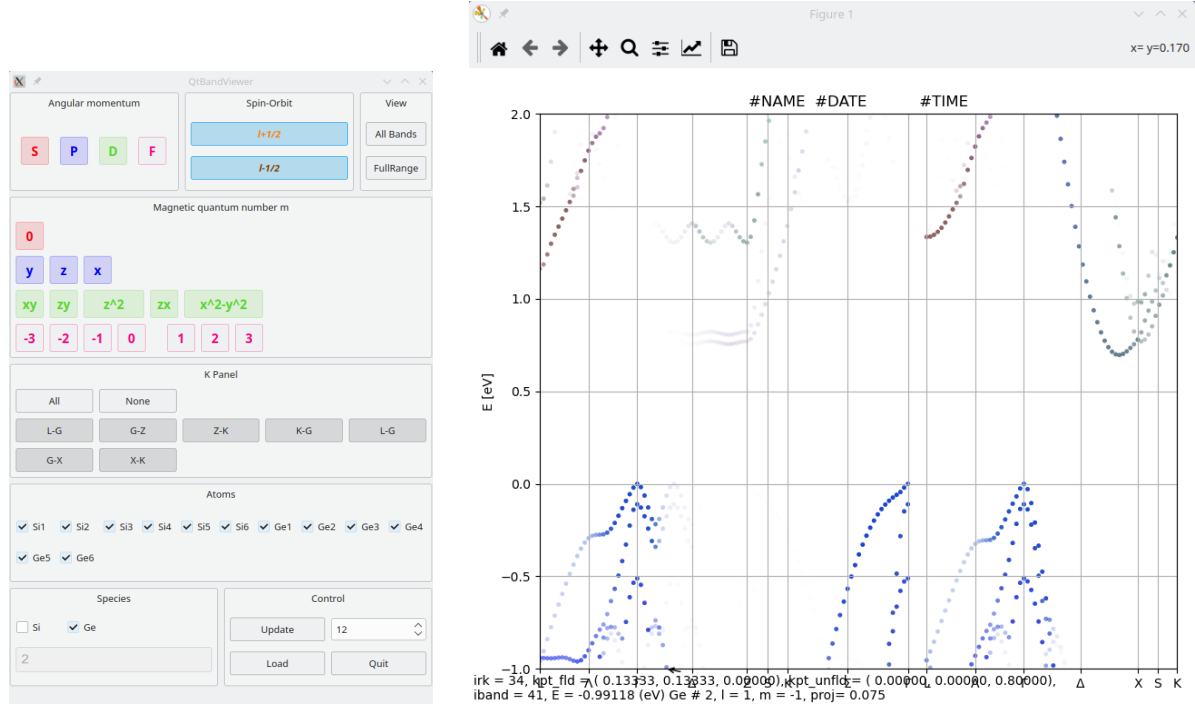 QtBandViewer
Angular momentum
S P D F
Spin-Orbit
l+1/2
l-1/2
View
All Bands
FullRange
Magnetic quantum number m
0
y z x
xy zy z^2 zx x^2-y^2
-3 -2 -1 0 1 2 3
K Panel
All None
L-G G-Z Z-K K-G L-G
G-X X-K
Atoms
Si1 Si2 Si3 Si4 Si5 Si6 Ge1 Ge2 Ge3 Ge4
Ge5 Ge6
Species
Si Ge
2
Control
Update 12
Load Quit
Figure 1
x= y=0.170
#NAME #DATE #TIME
2.0
1.5
1.0
0.5
0.0
−0.5
−1.0
E [eV]
Λ Γ Δ Z S K Σ Γ L Λ Γ Δ X S K
irk = 34, kpt_fld = ( 0.13333, 0.13333, 0.00000), kpt_unfld= ( 0.00000, 0.00000, 0.80000),
iband = 41, E = -0.99118 (eV) Ge # 2, l = 1, m = -1, proj= 0.075